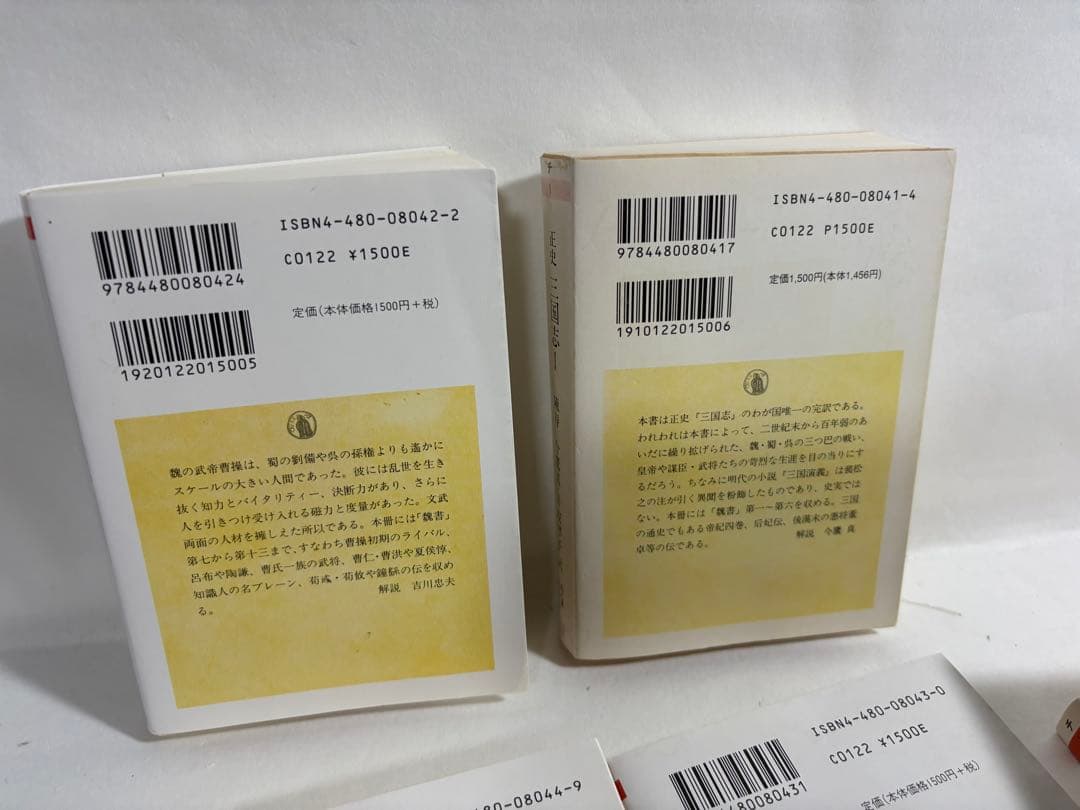 ISBN4-480-08042-2
C0122 ¥1500E
9784480080424
定価(本体価格1500円+税)
1920122015005
魏の武帝曹操は、蜀の劉備や呉の孫権よりも遙かに
スケールの大きい人間であった。彼には乱世を生き
抜く知力とバイタリティー、決断力があり、さらに
人を引きつけ受け入れる磁力と度量があった。文武
両面の人材を擁しえた所以である。本冊には「魏書」
第七から第十三まで、すなわち曹操初期のライバル、
呂布や陶謙、曹氏一族の武将、曹仁・曹洪や夏侯惇、
知識人の名ブレーン、荀彧・荀攸や鍾繇の伝を収め
る。
解説 吉川忠夫
チ
正史 三国志 1
ISBN4-480-08041-4
C0122 P1500E
9784480080417
定価1,500円(本体1,456円)
1910122015006
本書は正史『三国志』のわが国唯一の完訳である。
われわれは本書によって、二世紀末から百年弱のあ
いだに繰り拡げられた、魏・蜀・呉の三つ巴の戦い、
皇帝や謀臣・武将たちの苛烈な生涯を目の当りにす
るだろう。ちなみに明代の小説『三国演義』は裴松
之の注が引く異聞を粉飾したものであり、史実では
ない。本冊には「魏書」第一〜第六を収める。三国
の通史でもある帝紀四巻、后妃伝、後漢末の悪将董
卓等の伝である。
解説 今鷹 真
08044-9
ISBN4-480-08043-0
C0122 ¥1500E
4480080431
定価(本体価格1500円+税)
チ